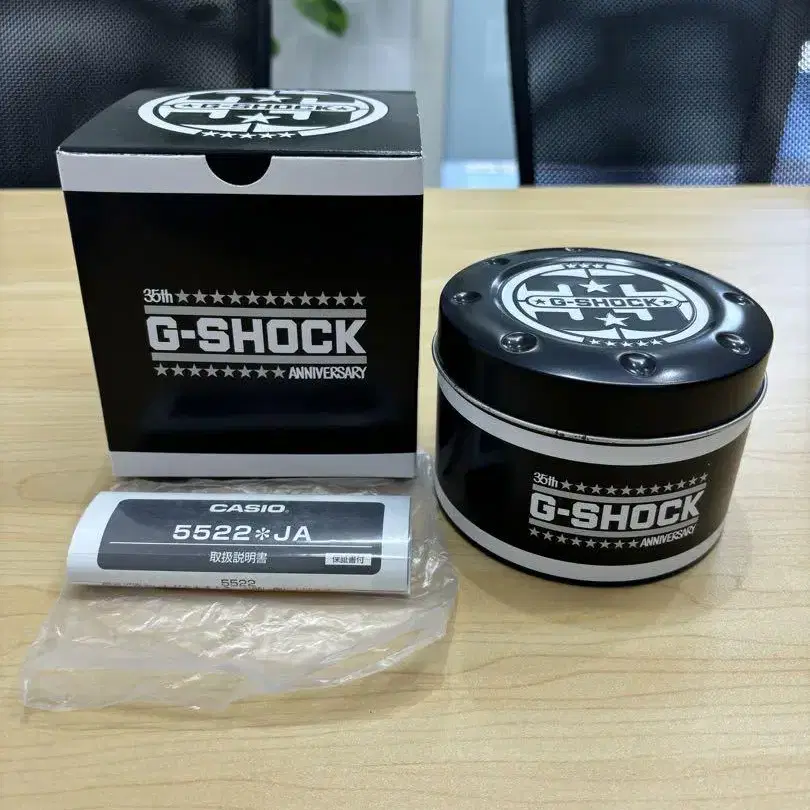 G-SHOCK
35th ★★★★★★★★★★★★
G-SHOCK
★★★★★★★★★ ANNIVERSARY
★G-SHOCK★
35th ★★★★★★★★★★★★
G-SHOCK
★★★★★★★★★ ANNIVERSARY
CASIO
5522*JA
取扱説明書
保証書付
5522